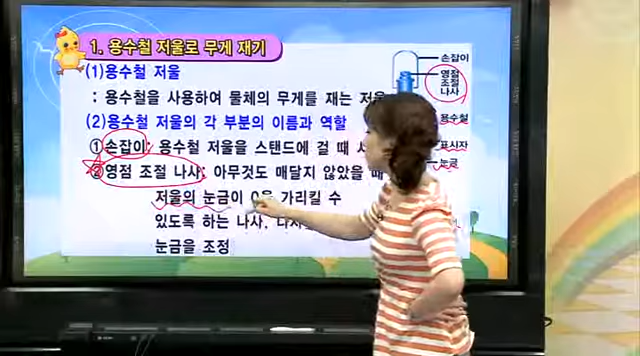 1. 용수철 저울로 무게 재기
(1)용수철 저울
: 용수철을 사용하여 물체의 무게를 재는 저울
(2)용수철 저울의 각 부분의 이름과 역할
①손잡이: 용수철 저울을 스탠드에 걸 때
②영점 조절 나사: 아무것도 매달지 않았을 때
저울의 눈금이 0을 가리킬 수
있도록 하는 나사.
눈금을 조정
손잡이
영점
조절
나사
용수철
표시자
눈금